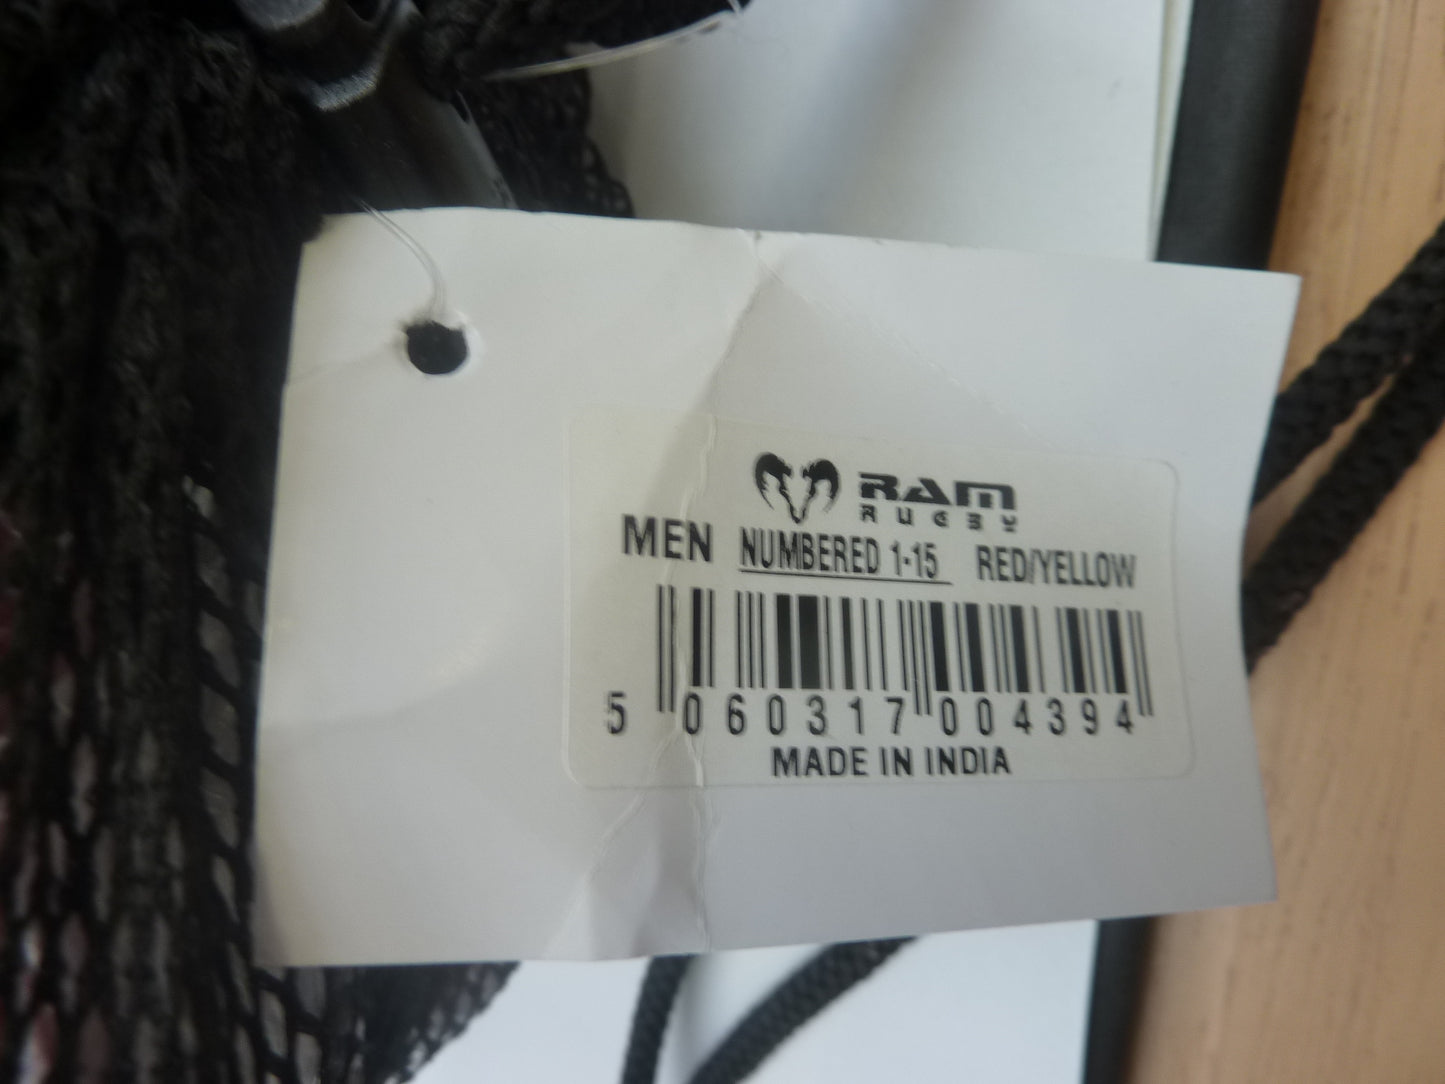 RAM
RUGBY
MEN NUMBERED 1-15 RED/YELLOW
5 060317 004394
MADE IN INDIA